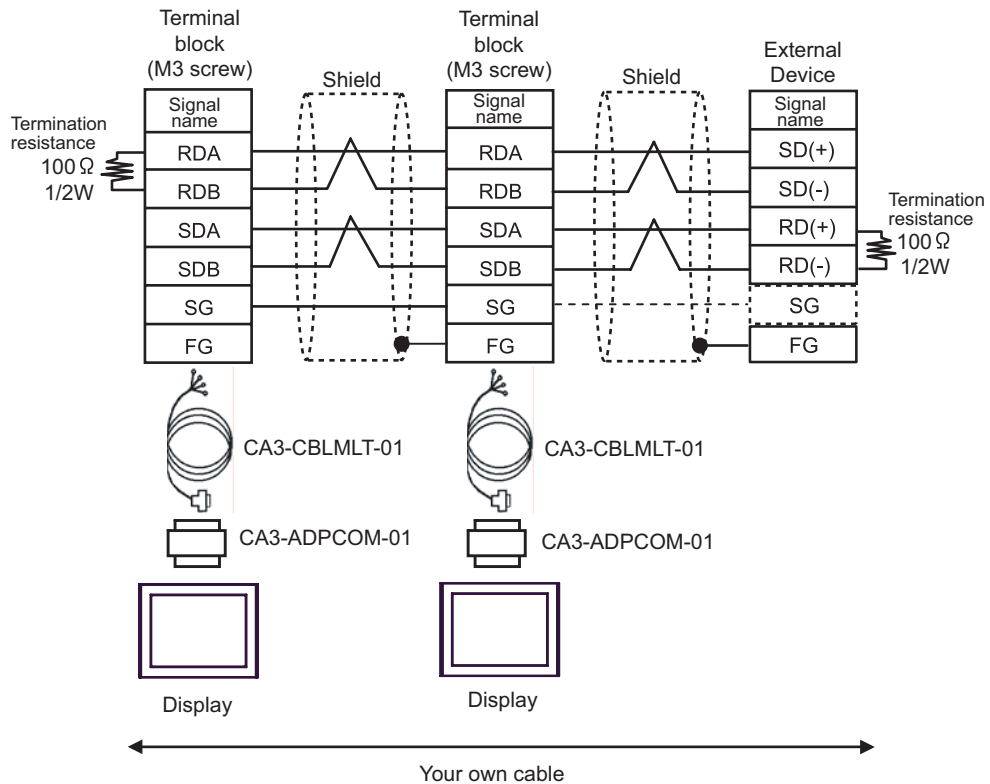 Terminal
block
(M3 screw)
Terminal
block
(M3 screw)
External
Device
Shield
Shield
Termination
resistance
100 Ω
1/2W
Signal
name
RDA
RDB
SDA
SDB
SG
FG
Signal
name
RDA
RDB
SDA
SDB
SG
FG
Signal
name
SD(+)
SD(-)
RD(+)
RD(-)
SG
FG
Termination
resistance
100 Ω
1/2W
CA3-CBLMLT-01
CA3-CBLMLT-01
CA3-ADPCOM-01
CA3-ADPCOM-01
Display
Display
Your own cable